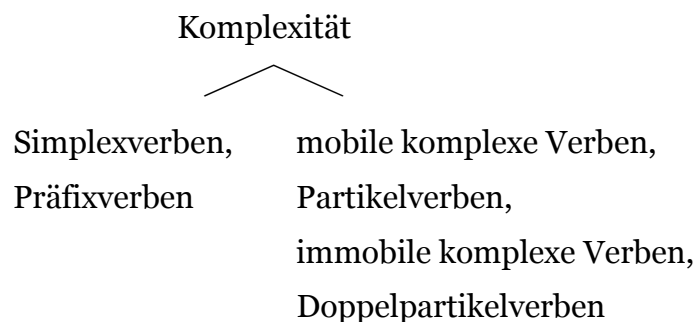 Komplexität
Simplexverben, mobile komplexe Verben,
Präfixverben Partikelverben,
immobile komplexe Verben,
Doppelpartikelverben